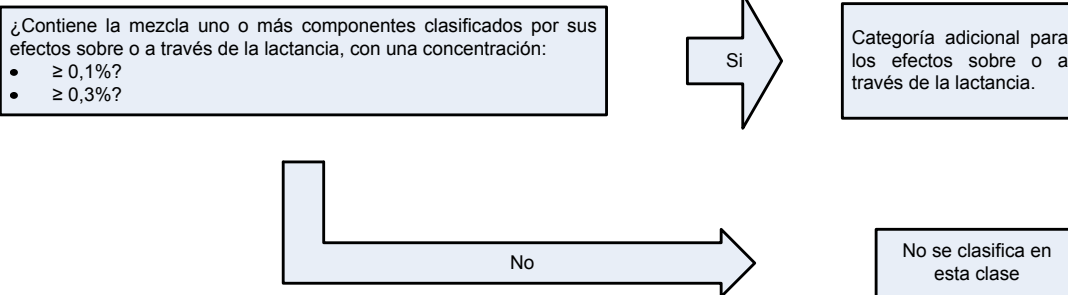 ¿Contiene la mezcla uno o más componentes clasificados por sus
efectos sobre o a través de la lactancia, con una concentración:
• ≥ 0,1%?
• ≥ 0,3%?
Si
Categoría adicional para
los efectos sobre o a
través de la lactancia.
No
No se clasifica en
esta clase